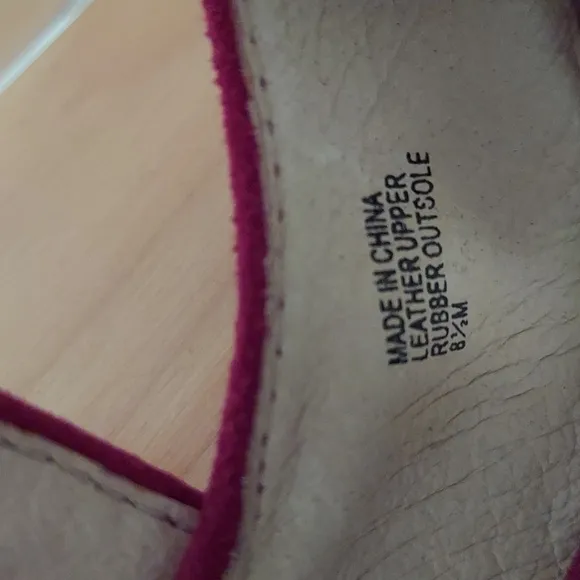 MADE IN CHINA
LEATHER UPPER
RUBBER OUTSOLE
8½M